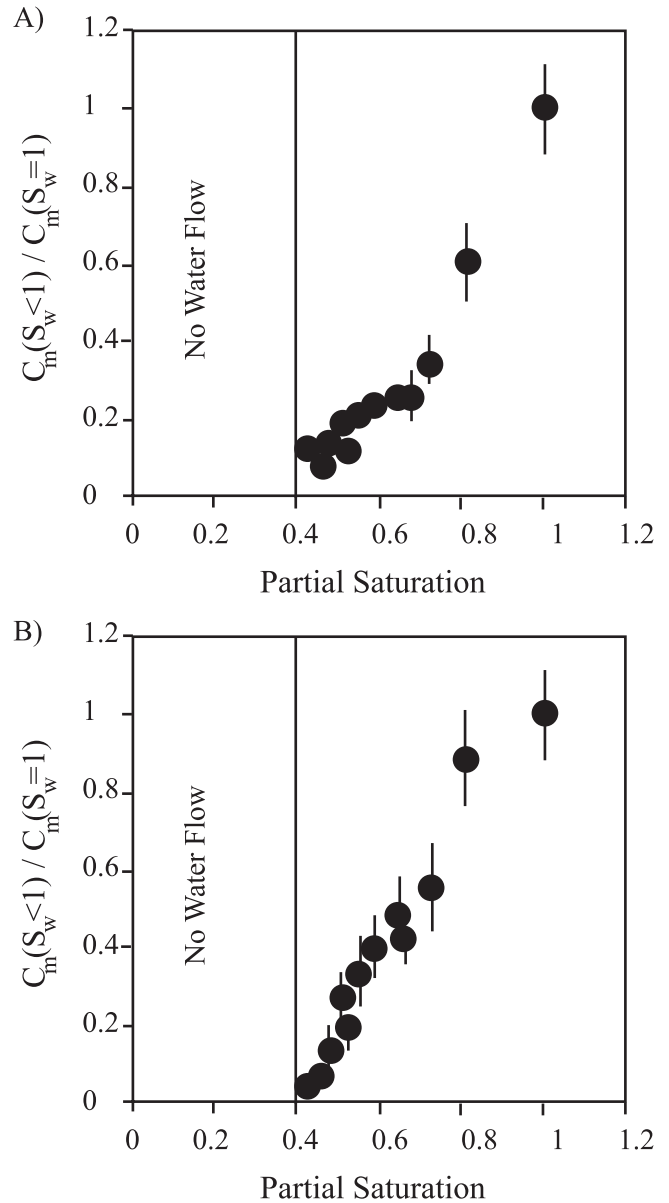 A)
1.2
1
0.8
0.6
0.4
0.2
0
C_m(S_w<1) / C_m(S_w=1)
No Water Flow
0 0.2 0.4 0.6 0.8 1 1.2
Partial Saturation
B)
1.2
1
0.8
0.6
0.4
0.2
0
C_m(S_w<1) / C_m(S_w=1)
No Water Flow
0 0.2 0.4 0.6 0.8 1 1.2
Partial Saturation